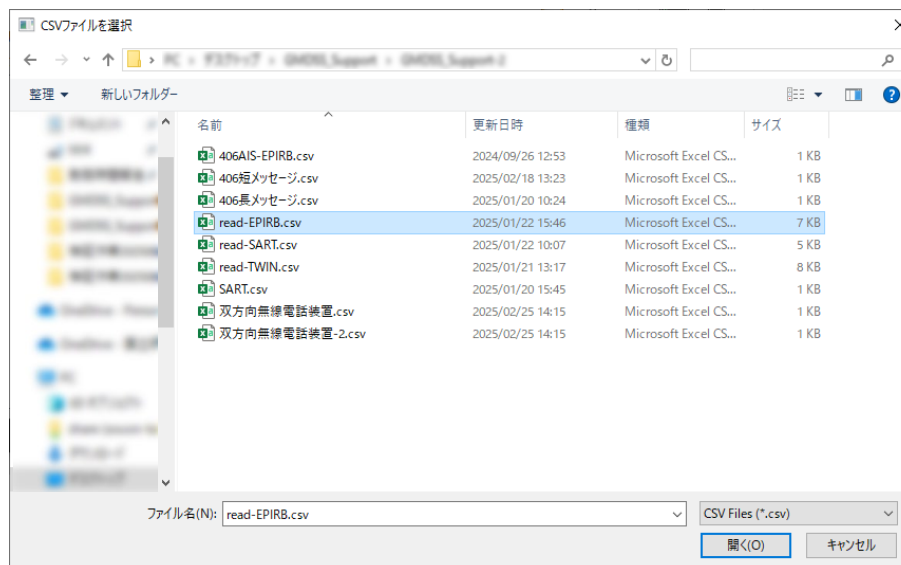 CSVファイルを選択
整理 新しいフォルダー
名前 更新日時 種類 サイズ
406AIS-EPIRB.csv 2024/09/26 12:53 Microsoft Excel CS... 1 KB
406短メッセージ.csv 2025/02/18 13:23 Microsoft Excel CS... 1 KB
406長メッセージ.csv 2025/01/20 10:24 Microsoft Excel CS... 1 KB
read-EPIRB.csv 2025/01/22 15:46 Microsoft Excel CS... 7 KB
read-SART.csv 2025/01/22 10:07 Microsoft Excel CS... 5 KB
read-TWIN.csv 2025/01/21 13:17 Microsoft Excel CS... 8 KB
SART.csv 2025/01/20 15:45 Microsoft Excel CS... 1 KB
双方向無線電話装置.csv 2025/02/25 14:15 Microsoft Excel CS... 1 KB
双方向無線電話装置-2.csv 2025/02/25 14:15 Microsoft Excel CS... 1 KB
ファイル名(N): read-EPIRB.csv CSV Files (*.csv)
開く(O) キャンセル